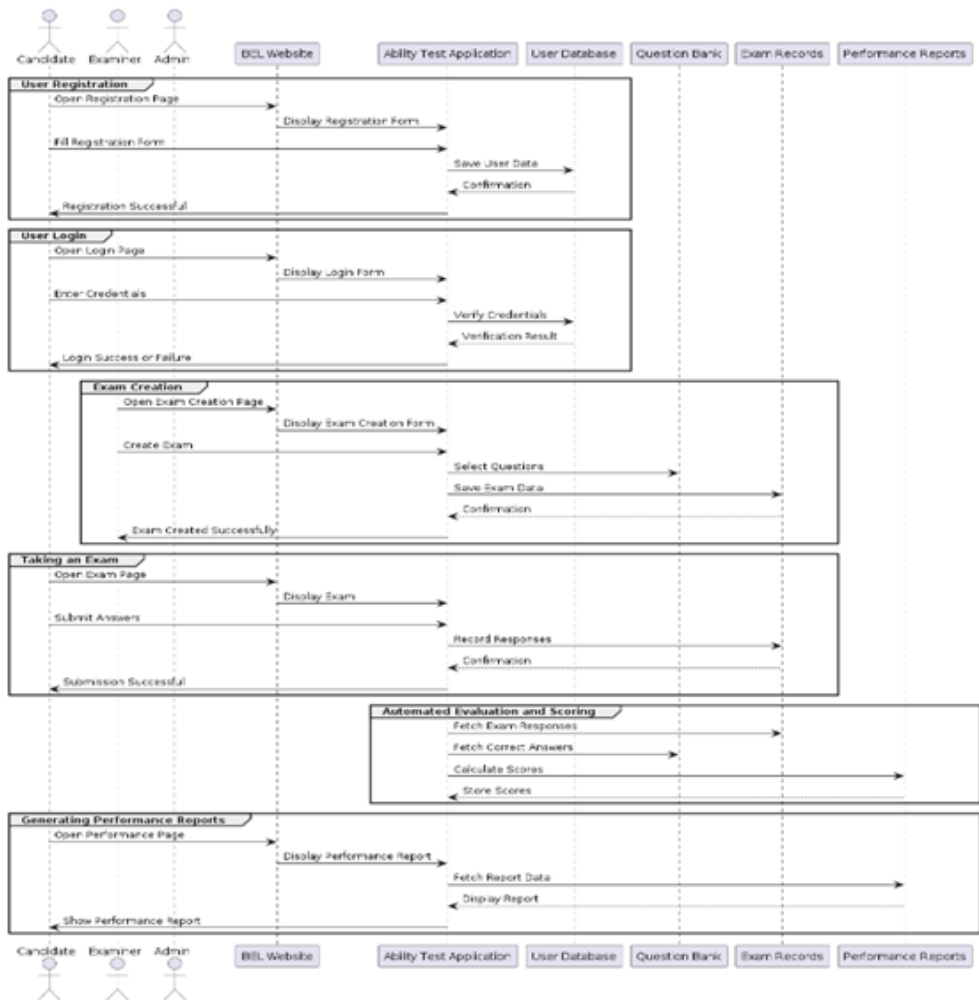 Candidate Examiner Admin BEL Website Ability Test Application User Database Question Bank Exam Records Performance Reports
User Registration
Open Registration Page
Display Registration Form
Fill Registration Form
Save User Data
Confirmation
Registration Successful
User Login
Open Login Page
Display Login Form
Enter Credentials
Verify Credentials
Verification Result
Login Success or Failure
Exam Creation
Open Exam Creation Page
Display Exam Creation Form
Create Exam
Select Questions
Save Exam Data
Confirmation
Exam Created Successfully
Taking an Exam
Open Exam Page
Display Exam
Submit Answers
Record Responses
Confirmation
Submission Successful
Automated Evaluation and Scoring
Fetch Exam Responses
Fetch Correct Answers
Calculate Scores
Store Scores
Generating Performance Reports
Open Performance Page
Display Performance Report
Fetch Report Data
Display Report
Show Performance Report
Candidate Examiner Admin BEL Website Ability Test Application User Database Question Bank Exam Records Performance Reports